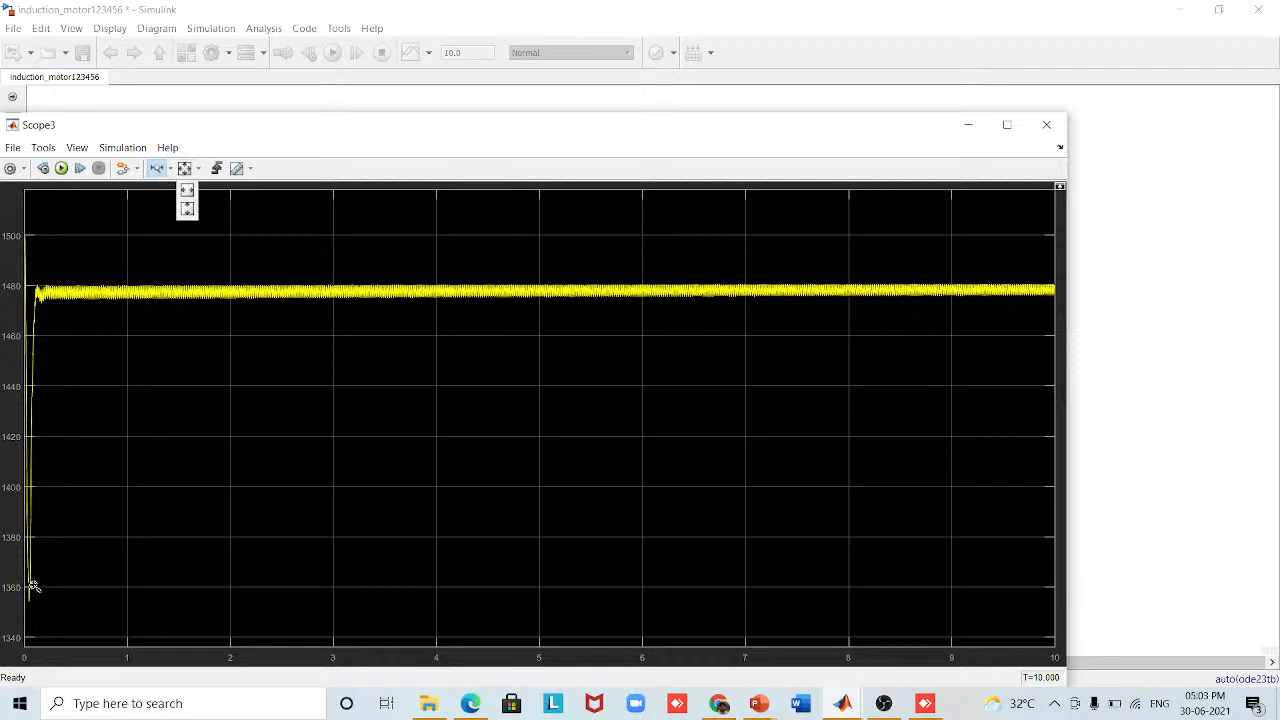 induction_motor123456 * - Simulink
File Edit View Display Diagram Simulation Analysis Code Tools Help
10.0 Normal
induction_motor123456
Scope3
File Tools View Simulation Help
1500
1480
1460
1440
1420
1400
1380
1360
1340
0 1 2 3 4 5 6 7 8 9 10
Ready T=10.000
auto(ode23tb)
Type here to search 32°C ENG 05:03 PM
30-06-2021 3